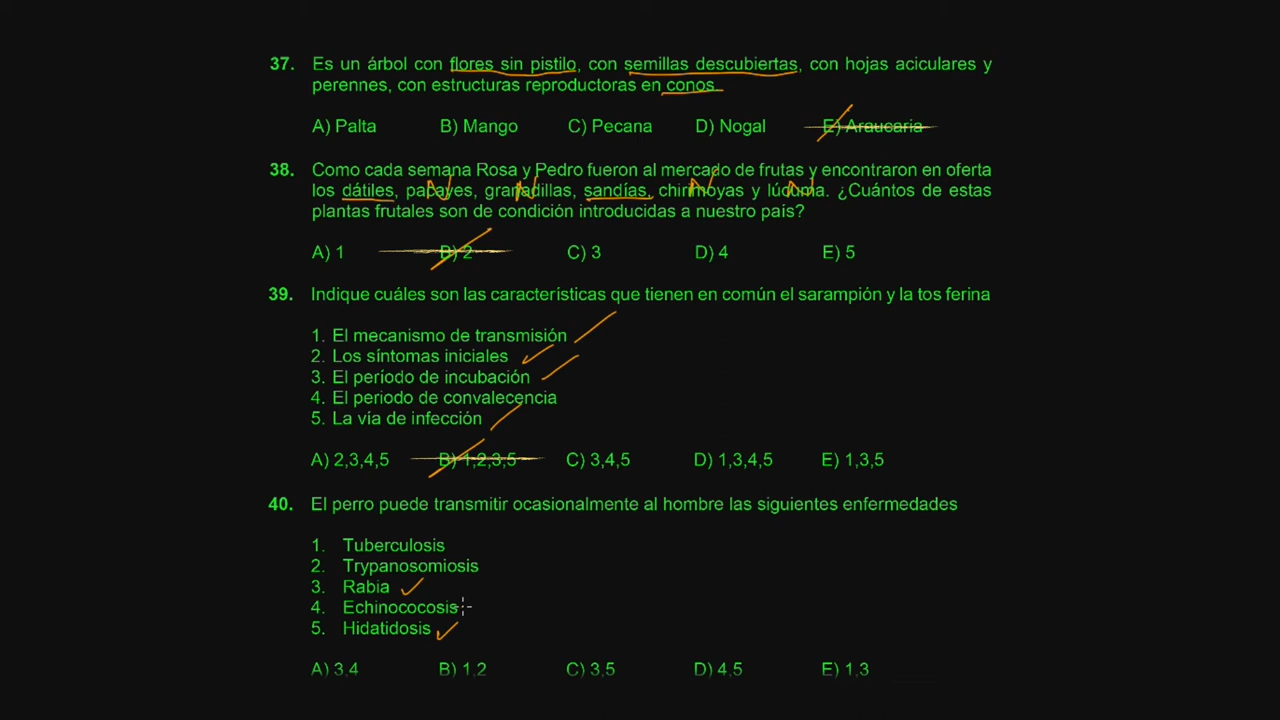 37. Es un árbol con flores sin pistilo, con semillas descubiertas, con hojas aciculares y
perennes, con estructuras reproductoras en conos.
A) Palta B) Mango C) Pecana D) Nogal E) Araucaria
38. Como cada semana Rosa y Pedro fueron al mercado de frutas y encontraron en oferta
los dátiles, papayes, granadillas, sandías, chirimoyas y lúcuma. ¿Cuántos de estas
N N N N
plantas frutales son de condición introducidas a nuestro país?
A) 1 B) 2 C) 3 D) 4 E) 5
39. Indique cuáles son las características que tienen en común el sarampión y la tos ferina
1. El mecanismo de transmisión
2. Los síntomas iniciales
3. El período de incubación
4. El periodo de convalecencia
5. La vía de infección
A) 2,3,4,5 B) 1,2,3,5 C) 3,4,5 D) 1,3,4,5 E) 1,3,5
40. El perro puede transmitir ocasionalmente al hombre las siguientes enfermedades
1. Tuberculosis
2. Trypanosomiosis
3. Rabia
4. Echinococosis
5. Hidatidosis
A) 3,4 B) 1,2 C) 3,5 D) 4,5 E) 1,3